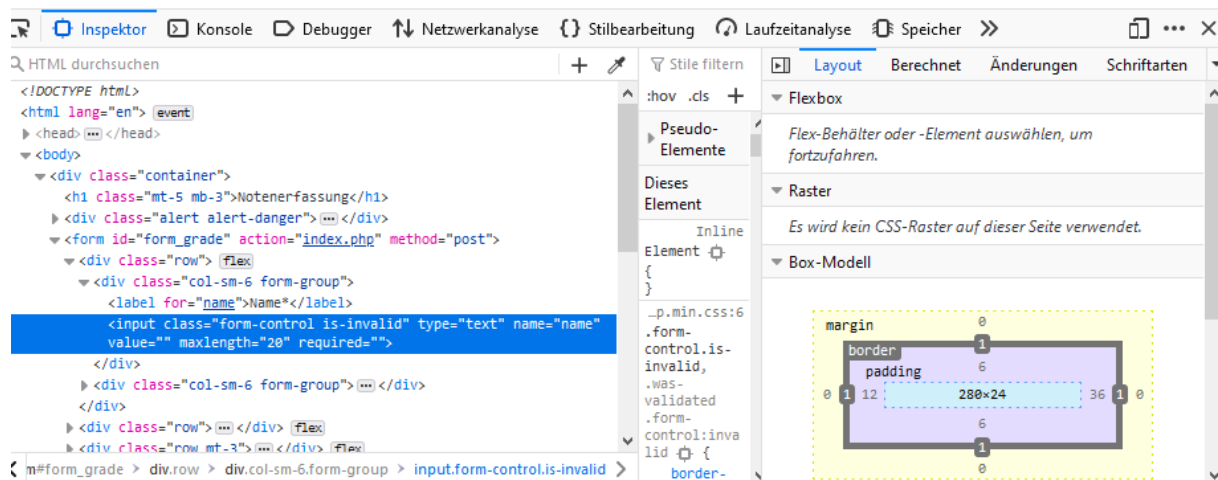 Inspektor Konsole Debugger Netzwerkanalyse {} Stilbearbeitung Laufzeitanalyse Speicher
HTML durchsuchen +
<!DOCTYPE html>
<html lang="en"> event
<head> ··· </head>
<body>
<div class="container">
<h1 class="mt-5 mb-3">Notenerfassung</h1>
<div class="alert alert-danger"> ··· </div>
<form id="form_grade" action="index.php" method="post">
<div class="row"> flex
<div class="col-sm-6 form-group">
<label for="name">Name*</label>
<input class="form-control is-invalid" type="text" name="name"
value="" maxlength="20" required="">
</div>
<div class="col-sm-6 form-group"> ··· </div>
</div>
<div class="row"> ··· </div> flex
<div class="row mt-3"> ··· </div> flex
m#form_grade > div.row > div.col-sm-6.form-group > input.form-control.is-invalid
Stile filtern
:hov .cls +
Pseudo-
Elemente
Dieses
Element
Inline
Element
{
}
…p.min.css:6
.form-
control.is-
invalid,
.was-
validated
.form-
control:inva
lid {
border-
Layout Berechnet Änderungen Schriftarten
Flexbox
Flex-Behälter oder -Element auswählen, um
fortzufahren.
Raster
Es wird kein CSS-Raster auf dieser Seite verwendet.
Box-Modell
margin 0
border 1
padding 6
0 1 12 280×24 36 1 0
6
1
0